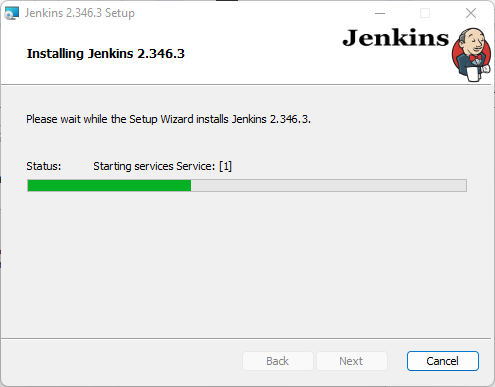 Jenkins 2.346.3 Setup
Jenkins
Installing Jenkins 2.346.3
Please wait while the Setup Wizard installs Jenkins 2.346.3.
Status: Starting services Service: [1]
Back Next Cancel